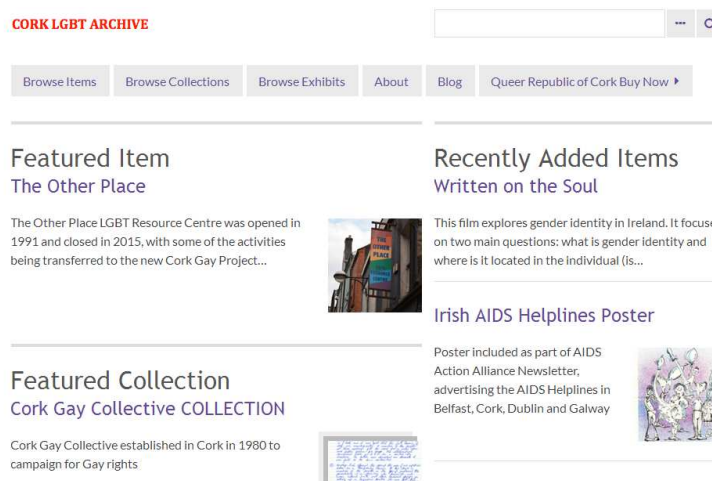 CORK LGBT ARCHIVE
Browse Items
Browse Collections
Browse Exhibits
About
Blog
Queer Republic of Cork Buy Now
Featured Item
The Other Place
The Other Place LGBT Resource Centre was opened in
1991 and closed in 2015, with some of the activities
being transferred to the new Cork Gay Project...
THE
OTHER
PLACE
Featured Collection
Cork Gay Collective COLLECTION
Cork Gay Collective established in Cork in 1980 to
campaign for Gay rights
Recently Added Items
Written on the Soul
This film explores gender identity in Ireland. It focuse
on two main questions: what is gender identity and
where is it located in the individual (is...
Irish AIDS Helplines Poster
Poster included as part of AIDS
Action Alliance Newsletter,
advertising the AIDS Helplines in
Belfast, Cork, Dublin and Galway